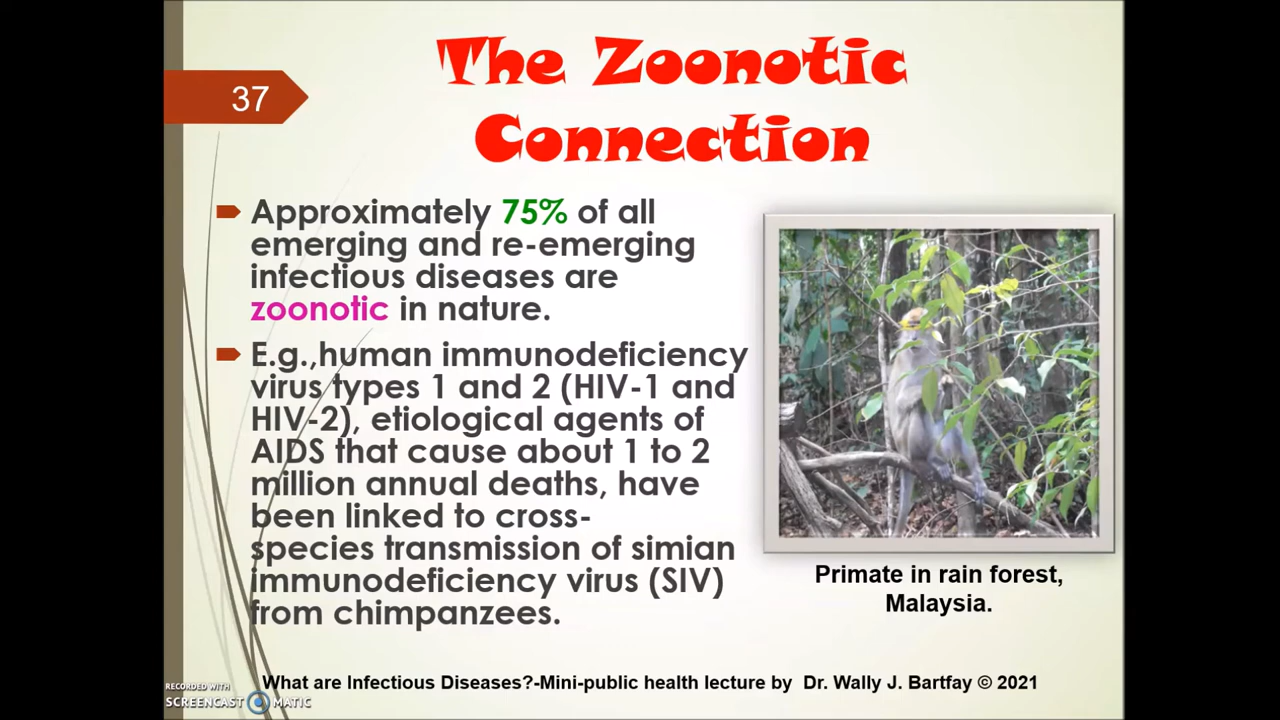 The Zoonotic
Connection
37
Approximately 75% of all
emerging and re-emerging
infectious diseases are
zoonotic in nature.
E.g.,human immunodeficiency
virus types 1 and 2 (HIV-1 and
HIV-2), etiological agents of
AIDS that cause about 1 to 2
million annual deaths, have
been linked to cross-
species transmission of simian
immunodeficiency virus (SIV)
from chimpanzees.
Primate in rain forest,
Malaysia.
What are Infectious Diseases?-Mini-public health lecture by Dr. Wally J. Bartfay © 2021
RECORDED WITH
SCREENCAST MATIC